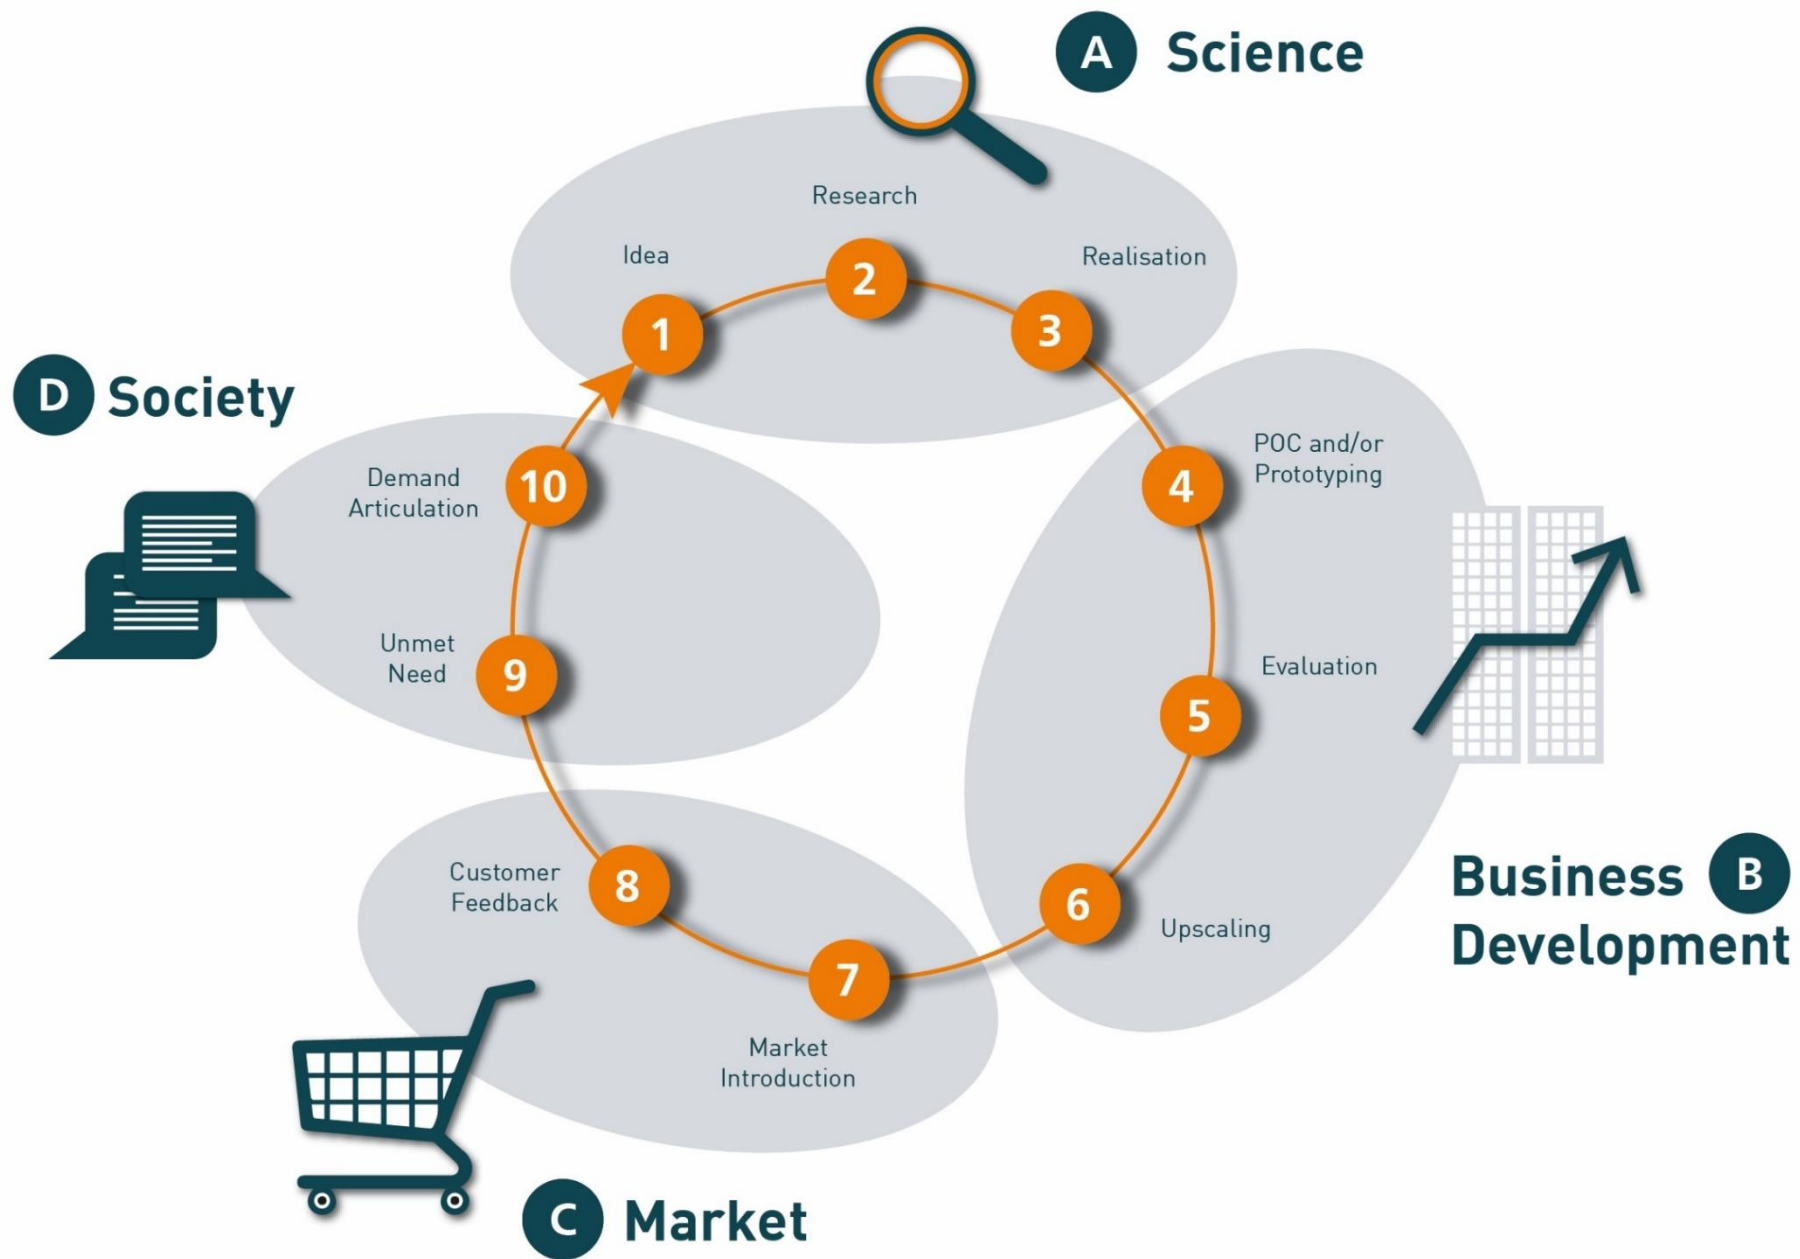 A Science
Research
Idea
Realisation
2
1
3
D Society
POC and/or
Prototyping
Demand
Articulation
10
4
Unmet
Need
Evaluation
9
5
Business B
Development
Customer
Feedback
8
6
Upscaling
7
Market
Introduction
C Market